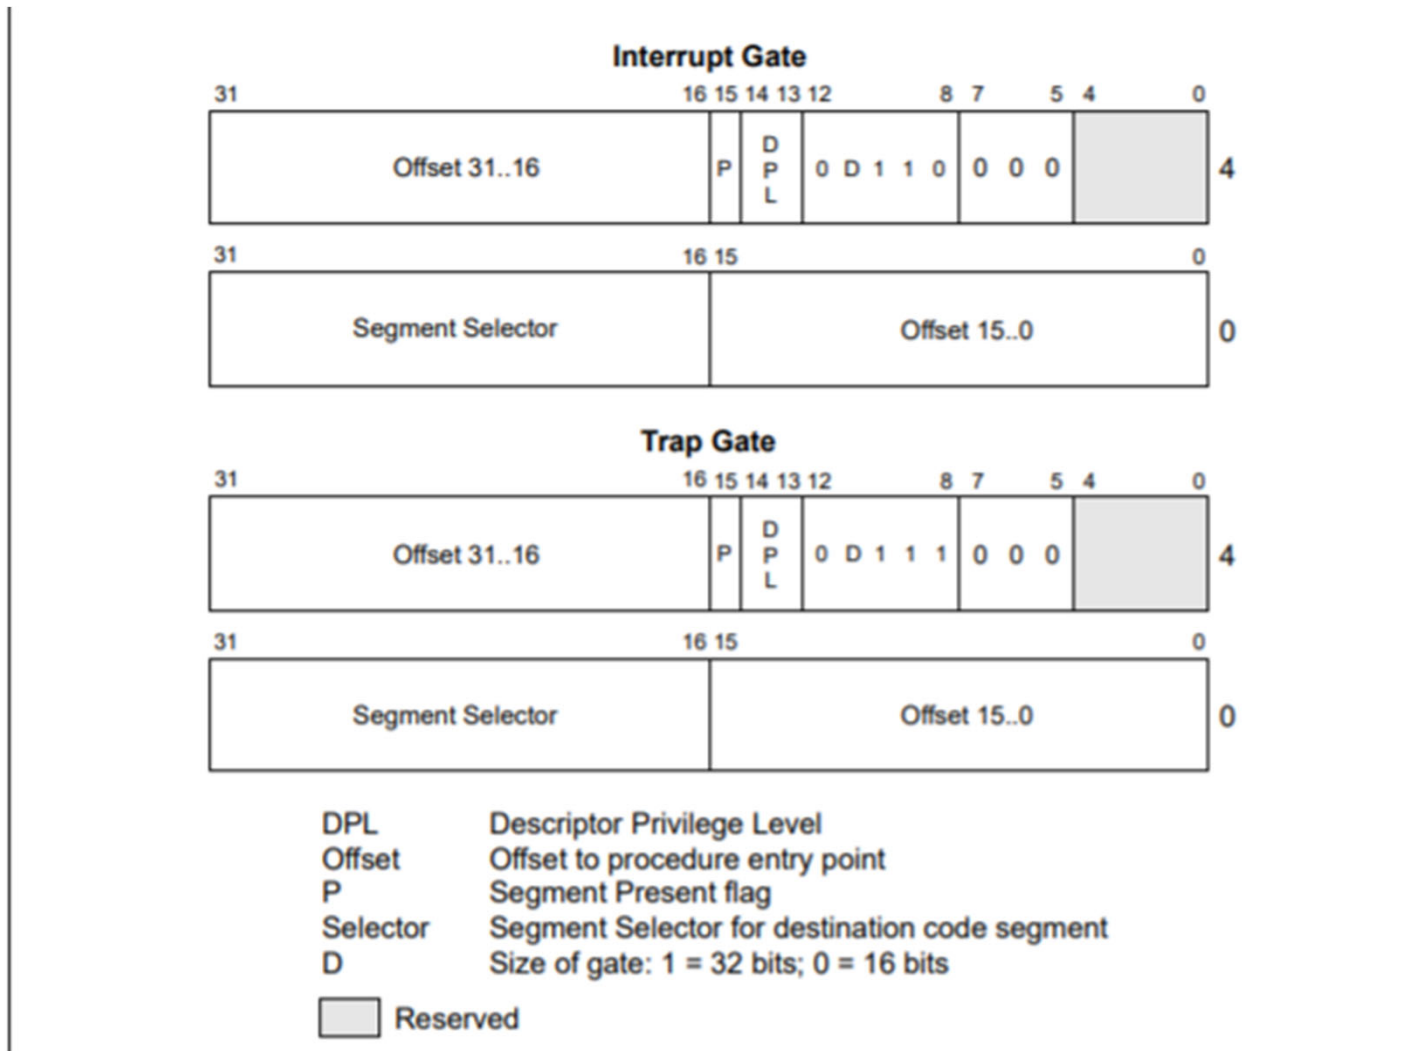 Interrupt Gate
31 16 15 14 13 12 8 7 5 4 0
Offset 31..16 P DPL 0 D 1 1 0 0 0 0 4
31 16 15 0
Segment Selector Offset 15..0 0
Trap Gate
31 16 15 14 13 12 8 7 5 4 0
Offset 31..16 P DPL 0 D 1 1 1 0 0 0 4
31 16 15 0
Segment Selector Offset 15..0 0
DPL Descriptor Privilege Level
Offset Offset to procedure entry point
P Segment Present flag
Selector Segment Selector for destination code segment
D Size of gate: 1 = 32 bits; 0 = 16 bits
Reserved